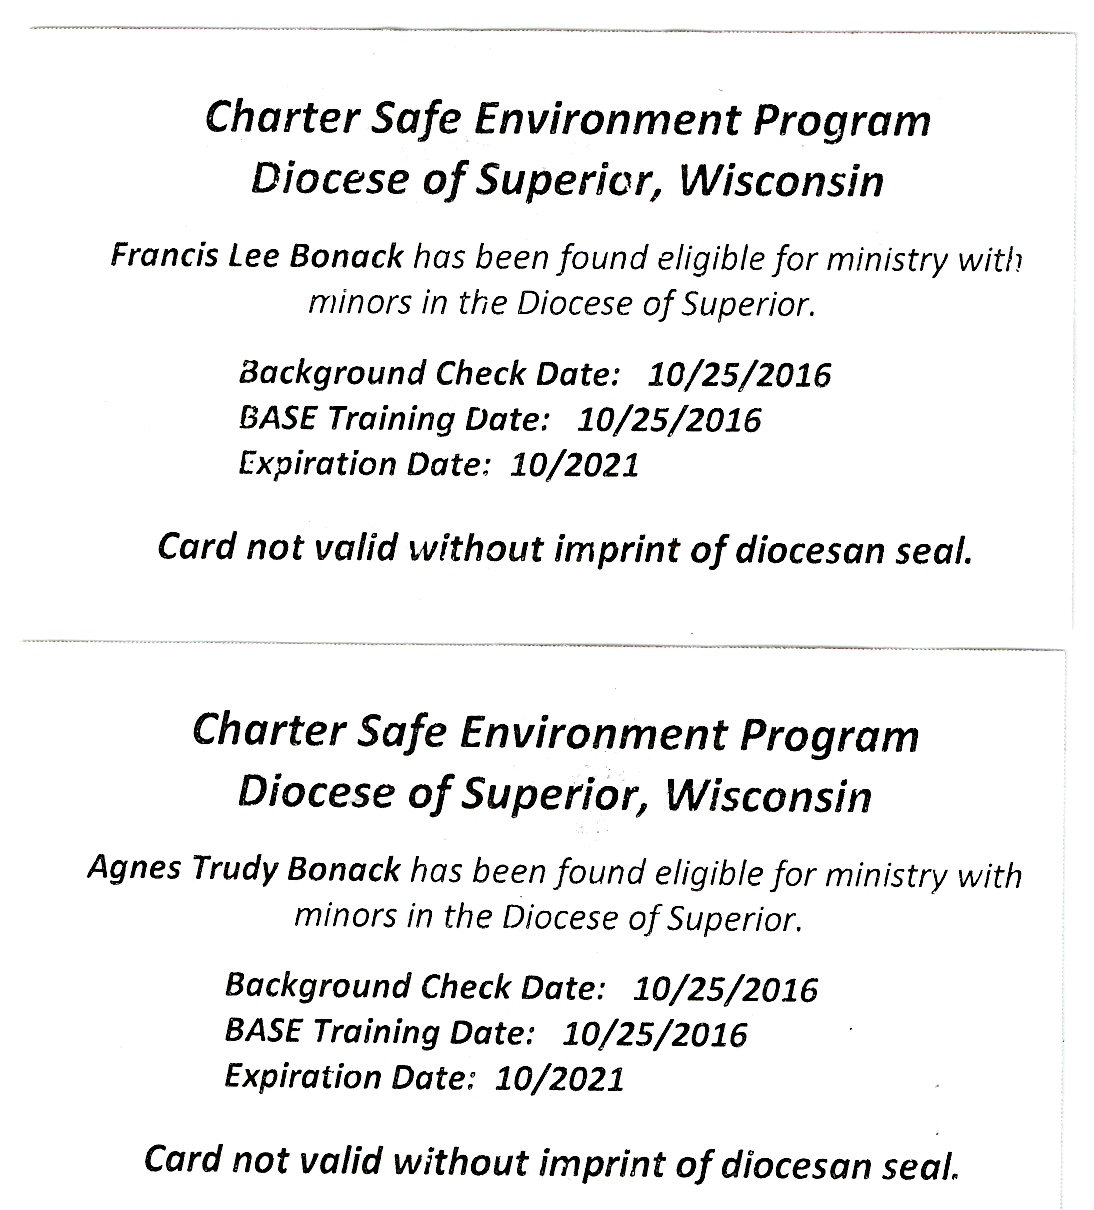 Charter Safe Environment Program
Diocese of Superior, Wisconsin
Francis Lee Bonack has been found eligible for ministry with
minors in the Diocese of Superior.
Background Check Date: 10/25/2016
BASE Training Date: 10/25/2016
Expiration Date: 10/2021
Card not valid without imprint of diocesan seal.
Charter Safe Environment Program
Diocese of Superior, Wisconsin
Agnes Trudy Bonack has been found eligible for ministry with
minors in the Diocese of Superior.
Background Check Date: 10/25/2016
BASE Training Date: 10/25/2016
Expiration Date: 10/2021
Card not valid without imprint of diocesan seal.